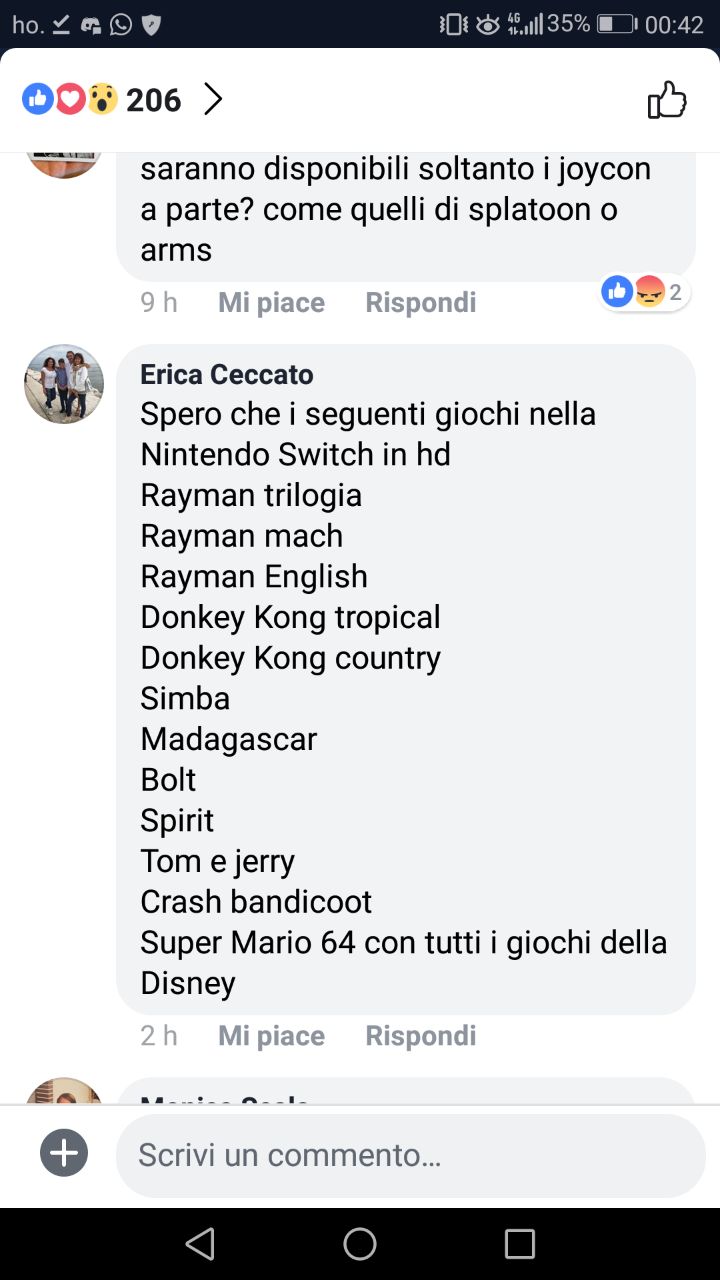 ho. 4G 35% 00:42
206
saranno disponibili soltanto i joycon
a parte? come quelli di splatoon o
arms
9 h Mi piace Rispondi 2
Erica Ceccato
Spero che i seguenti giochi nella
Nintendo Switch in hd
Rayman trilogia
Rayman mach
Rayman English
Donkey Kong tropical
Donkey Kong country
Simba
Madagascar
Bolt
Spirit
Tom e jerry
Crash bandicoot
Super Mario 64 con tutti i giochi della
Disney
2 h Mi piace Rispondi
Scrivi un commento...